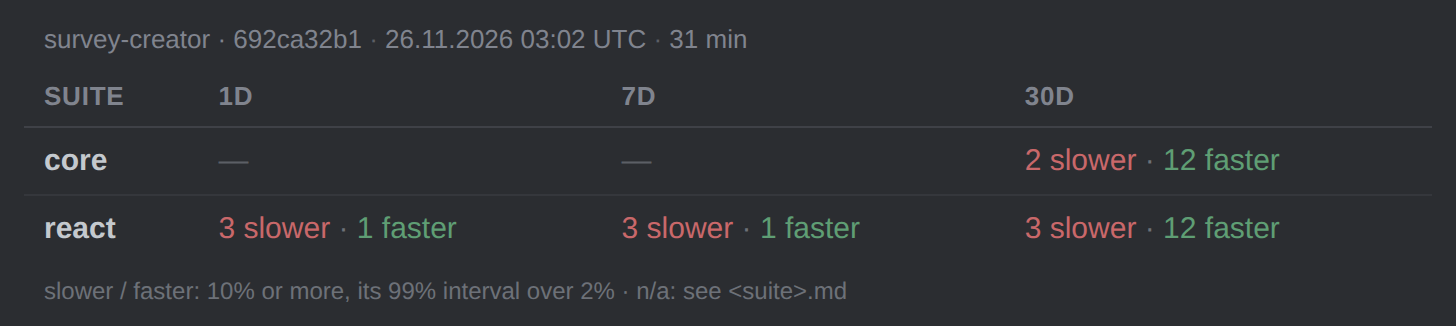 survey-creator · 692ca32b1 · 26.11.2026 03:02 UTC · 31 min
SUITE 1D 7D 30D
core — — 2 slower · 12 faster
react 3 slower · 1 faster 3 slower · 1 faster 3 slower · 12 faster
slower / faster: 10% or more, its 99% interval over 2% · n/a: see <suite>.md